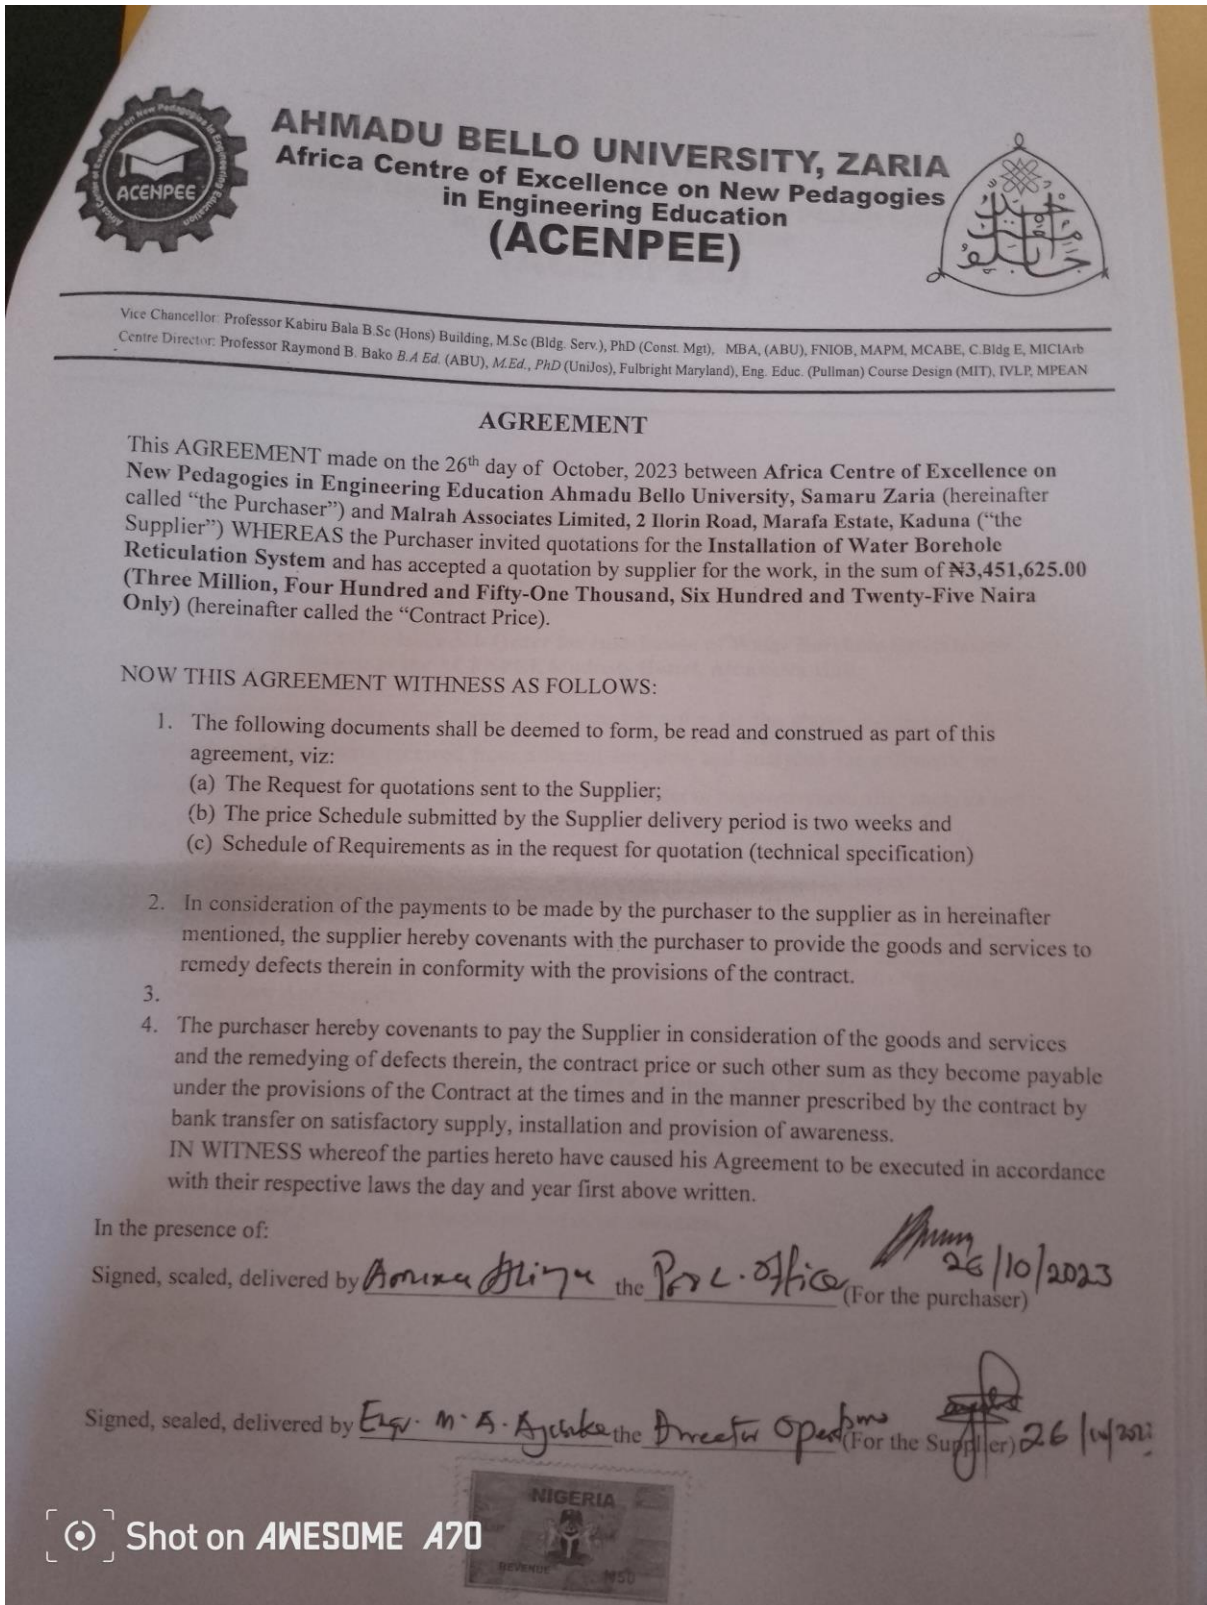 Africa Centre of Excellence on New Pedagogies in Engineering Education
ACENPEE
AHMADU BELLO UNIVERSITY, ZARIA
Africa Centre of Excellence on New Pedagogies
in Engineering Education
(ACENPEE)
Vice Chancellor: Professor Kabiru Bala B.Sc (Hons) Building, M.Sc (Bldg. Serv.), PhD (Const. Mgt), MBA, (ABU), FNIOB, MAPM, MCABE, C.Bldg E, MICIArb
Centre Director: Professor Raymond B. Bako B.A Ed. (ABU), M.Ed., PhD (UniJos), Fulbright Maryland), Eng. Educ. (Pullman) Course Design (MIT), IVLP, MPEAN
AGREEMENT
This AGREEMENT made on the 26th day of October, 2023 between Africa Centre of Excellence on
New Pedagogies in Engineering Education Ahmadu Bello University, Samaru Zaria (hereinafter
called “the Purchaser”) and Malrah Associates Limited, 2 Ilorin Road, Marafa Estate, Kaduna (“the
Supplier”) WHEREAS the Purchaser invited quotations for the Installation of Water Borehole
Reticulation System and has accepted a quotation by supplier for the work, in the sum of ₦3,451,625.00
(Three Million, Four Hundred and Fifty-One Thousand, Six Hundred and Twenty-Five Naira
Only) (hereinafter called the “Contract Price).
NOW THIS AGREEMENT WITHNESS AS FOLLOWS:
1. The following documents shall be deemed to form, be read and construed as part of this
agreement, viz:
(a) The Request for quotations sent to the Supplier;
(b) The price Schedule submitted by the Supplier delivery period is two weeks and
(c) Schedule of Requirements as in the request for quotation (technical specification)
2. In consideration of the payments to be made by the purchaser to the supplier as in hereinafter
mentioned, the supplier hereby covenants with the purchaser to provide the goods and services to
remedy defects therein in conformity with the provisions of the contract.
3.
4. The purchaser hereby covenants to pay the Supplier in consideration of the goods and services
and the remedying of defects therein, the contract price or such other sum as they become payable
under the provisions of the Contract at the times and in the manner prescribed by the contract by
bank transfer on satisfactory supply, installation and provision of awareness.
IN WITNESS whereof the parties hereto have caused his Agreement to be executed in accordance
with their respective laws the day and year first above written.
In the presence of:
26/10/2023
Signed, sealed, delivered by the Proc. Office (For the purchaser)
Signed, sealed, delivered by Engr. M. A. the Director (For the Supplier) 26/10/
NIGERIA
REVENUE N50
Shot on AWESOME A70